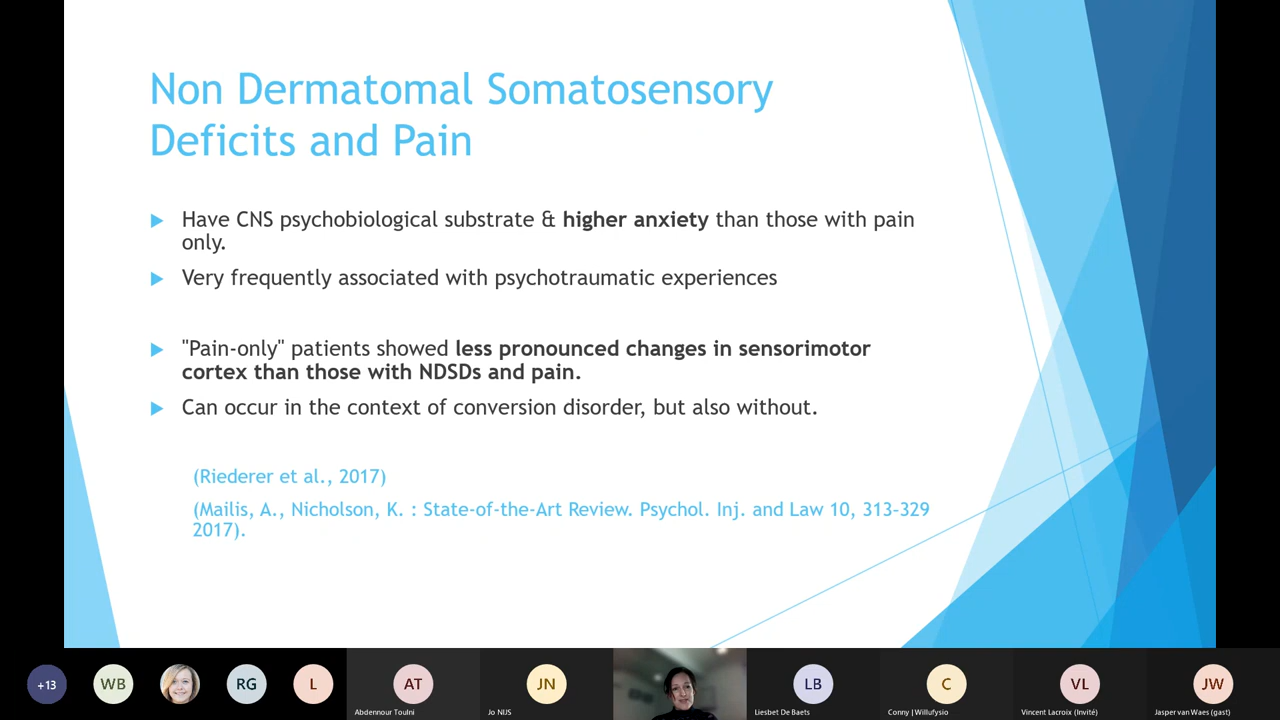 Non Dermatomal Somatosensory
Deficits and Pain
Have CNS psychobiological substrate & higher anxiety than those with pain
only.
Very frequently associated with psychotraumatic experiences
"Pain-only" patients showed less pronounced changes in sensorimotor
cortex than those with NDSDs and pain.
Can occur in the context of conversion disorder, but also without.
(Riederer et al., 2017)
(Mailis, A., Nicholson, K. : State-of-the-Art Review. Psychol. Inj. and Law 10, 313–329
2017).
+13 WB RG L AT JN LB C VL JW
Abdennour Toulni Jo NIJS Liesbet De Baets Conny | Willufysio Vincent Lacroix (Invité) Jasper van Waes (gast)